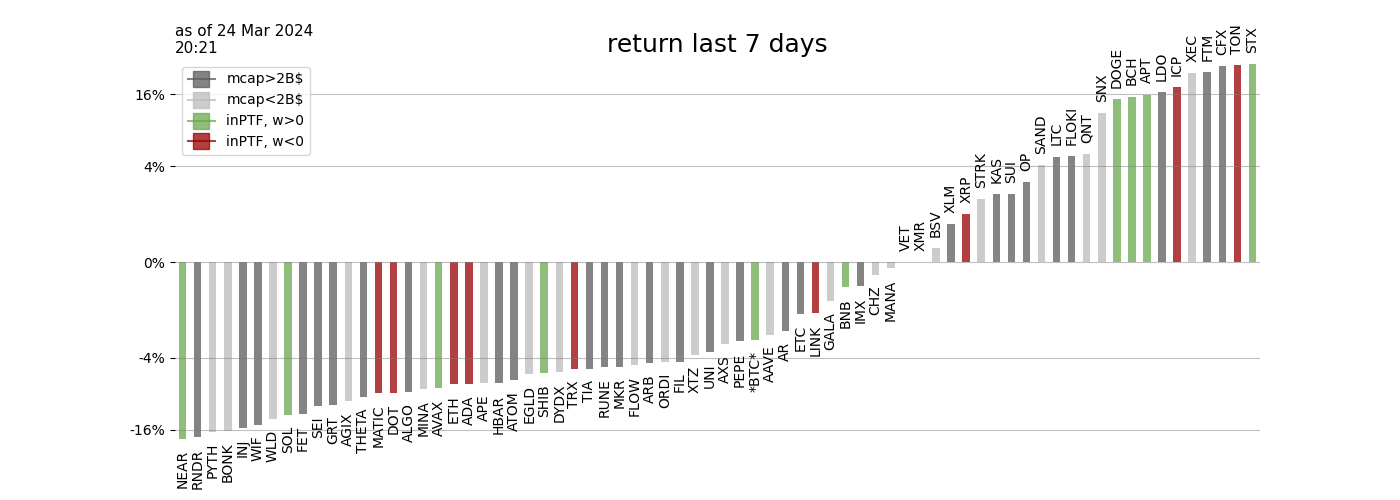 as of 24 Mar 2024
20:21
return last 7 days
mcap>2B$
mcap<2B$
inPTF, w>0
inPTF, w<0
16%
4%
0%
-4%
-16%
NEAR
RNDR
PYTH
BONK
INJ
WIF
WLD
SOL
FET
SEI
GRT
AGIX
THETA
MATIC
DOT
ALGO
MINA
AVAX
ETH
ADA
APE
HBAR
ATOM
EGLD
SHIB
DYDX
TRX
TIA
RUNE
MKR
FLOW
ARB
ORDI
FIL
XTZ
UNI
AXS
PEPE
*BTC*
AAVE
AR
ETC
LINK
GALA
BNB
IMX
CHZ
MANA
VET
XMR
BSV
XLM
XRP
STRK
KAS
SUI
OP
SAND
LTC
FLOKI
QNT
SNX
DOGE
BCH
APT
LDO
ICP
XEC
FTM
CFX
TON
STX